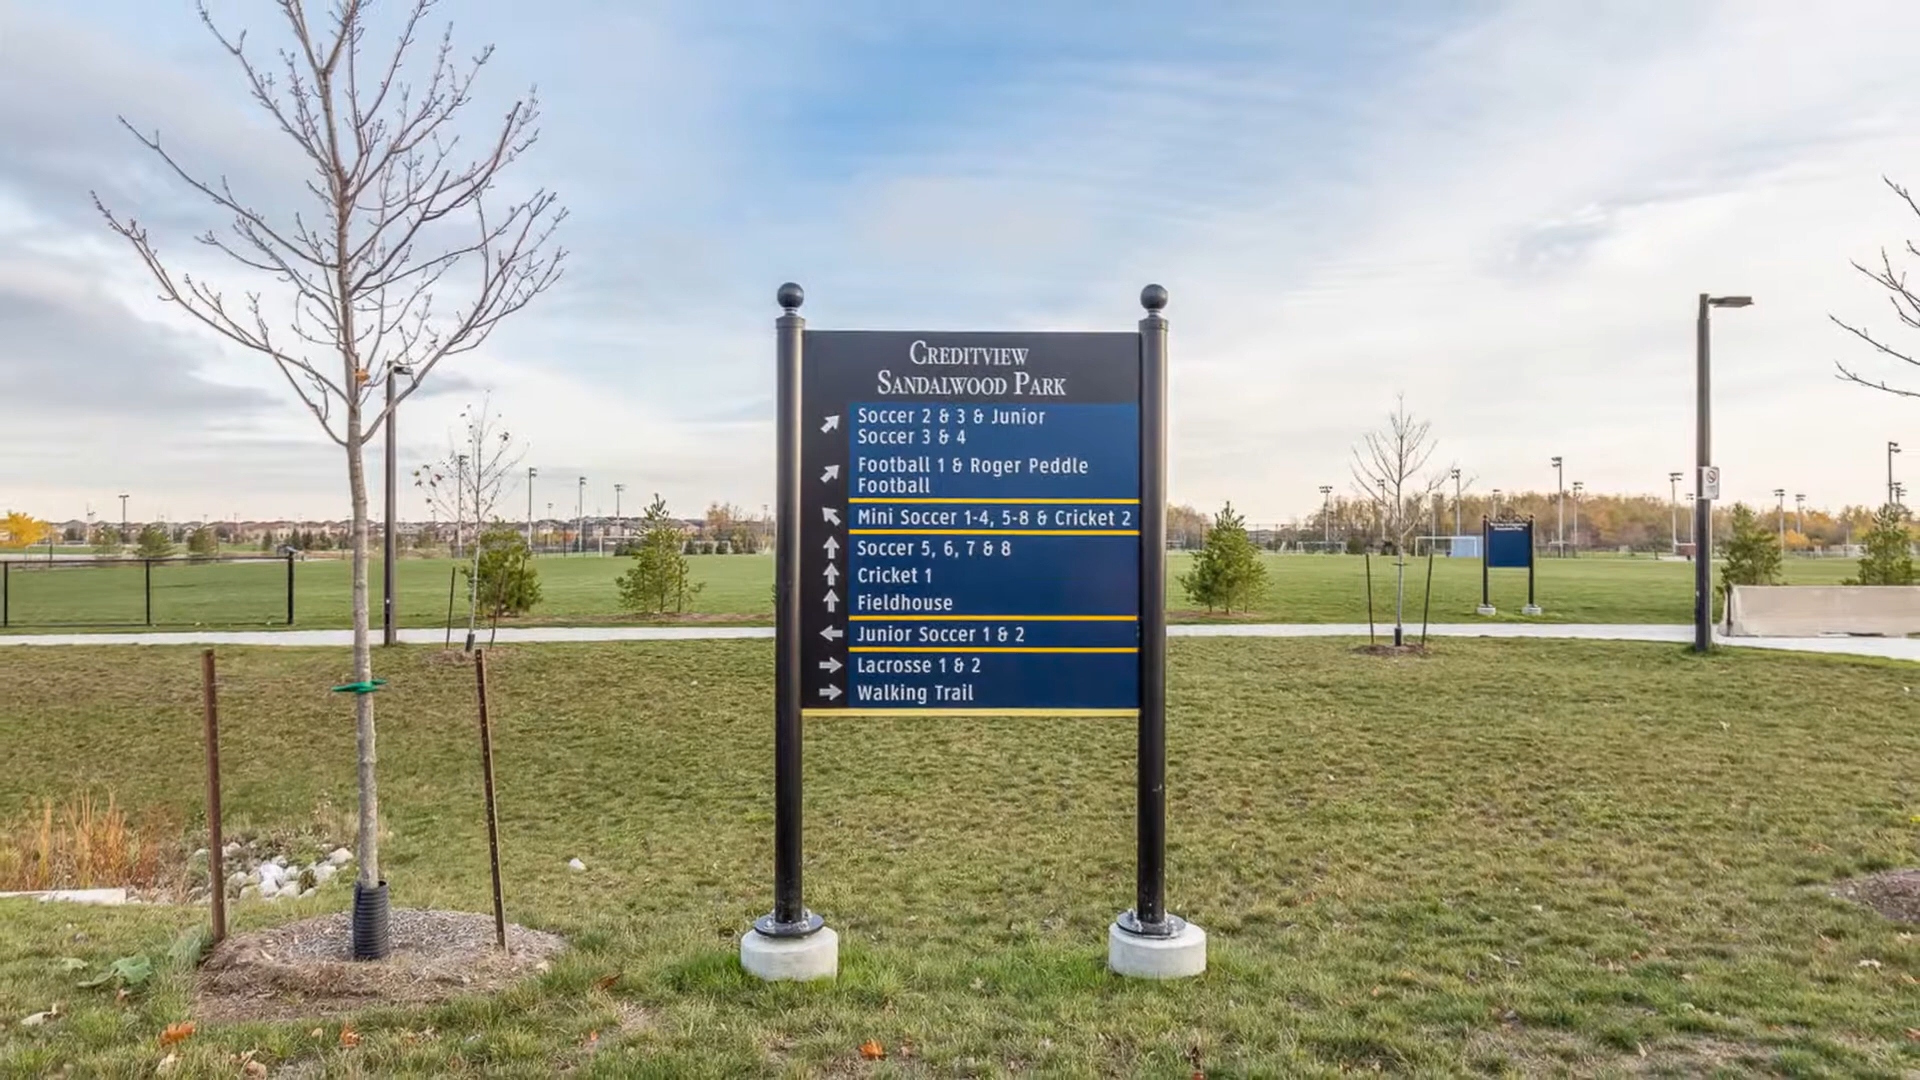 CREDITVIEW
SANDALWOOD PARK
Soccer 2 & 3 & Junior
Soccer 3 & 4
Football 1 & Roger Peddle
Football
Mini Soccer 1-4, 5-8 & Cricket 2
Soccer 5, 6, 7 & 8
Cricket 1
Fieldhouse
Junior Soccer 1 & 2
Lacrosse 1 & 2
Walking Trail